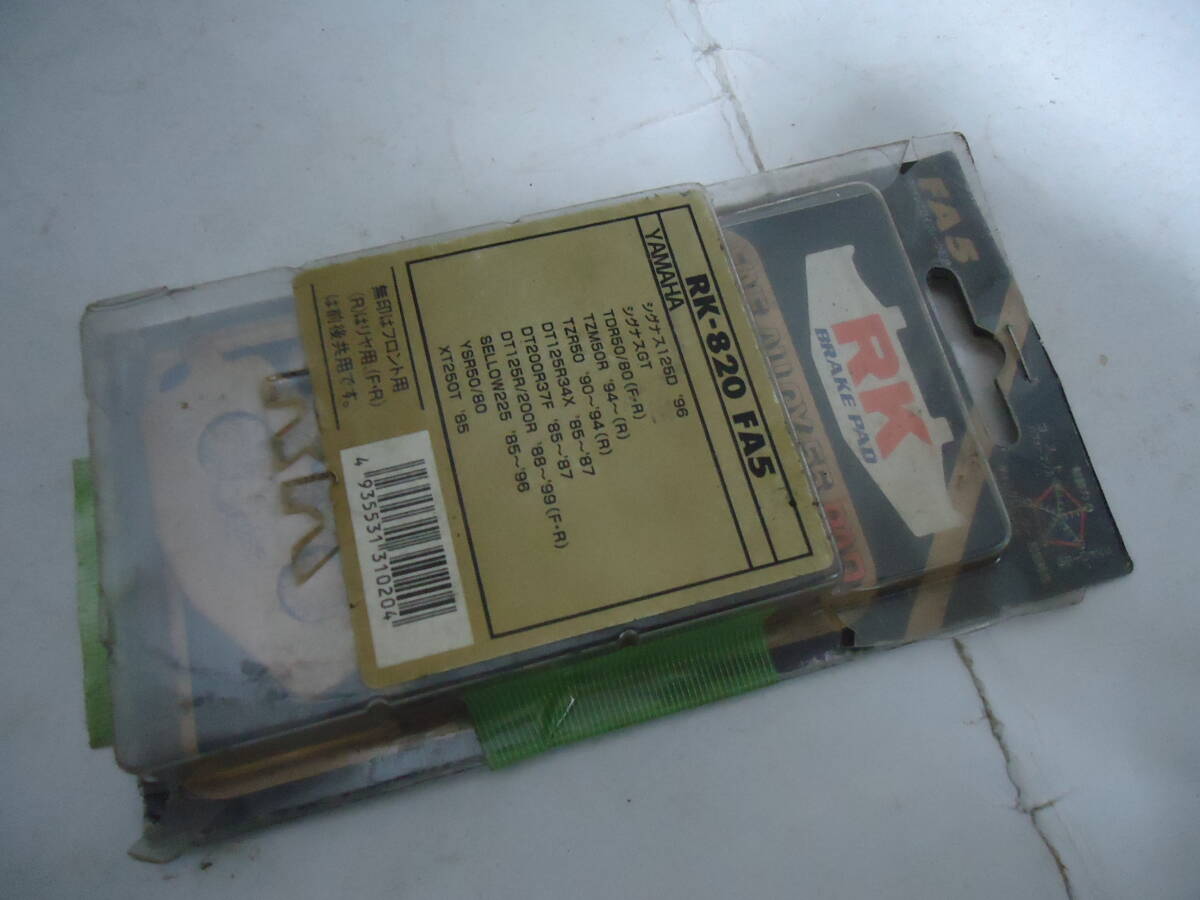 FA5
RK
BRAKE PAD
RK-820 FA5
YAMAHA
シグナス125D '96
シグナスGT
TDR50/80 (F・R)
TZM50R '94〜(R)
TZR50 '90〜'94(R)
DT125R34X '85〜'87
DT200R37F '85〜'87
DT125R/200R '88〜'99(F・R)
SELLOW225 '85〜'96
YSR50/80
XT250T '85
無印はフロント用
(R)はリヤ用、(F・R)
は前後共用です。
4 935531 310204